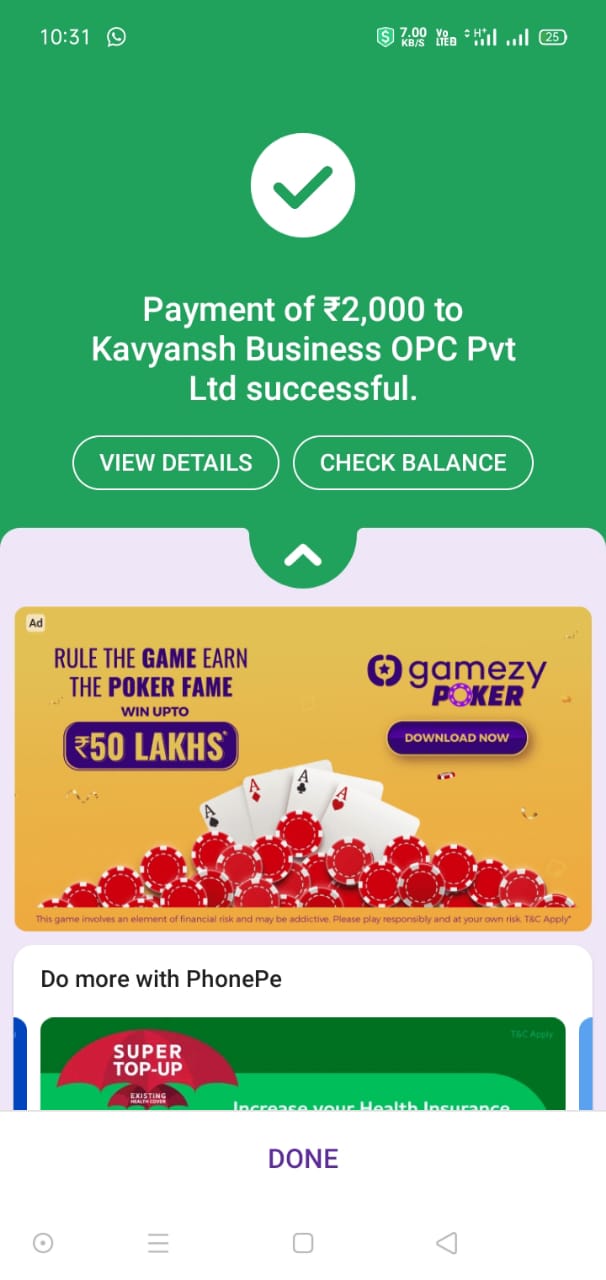 10:31
7.00
KB/S
Vo
LTE2
H+
25
Payment of ₹2,000 to
Kavyansh Business OPC Pvt
Ltd successful.
VIEW DETAILS
CHECK BALANCE
Ad
RULE THE GAME EARN
THE POKER FAME
WIN UPTO
₹50 LAKHS*
gamezy
POKER
DOWNLOAD NOW
A
A
A
A
This game involves an element of financial risk and may be addictive. Please play responsibly and at your own risk. T&C Apply*
Do more with PhonePe
T&C Apply
SUPER
TOP-UP
EXISTING
HEALTH COVER
Increase your Health Insurance
DONE